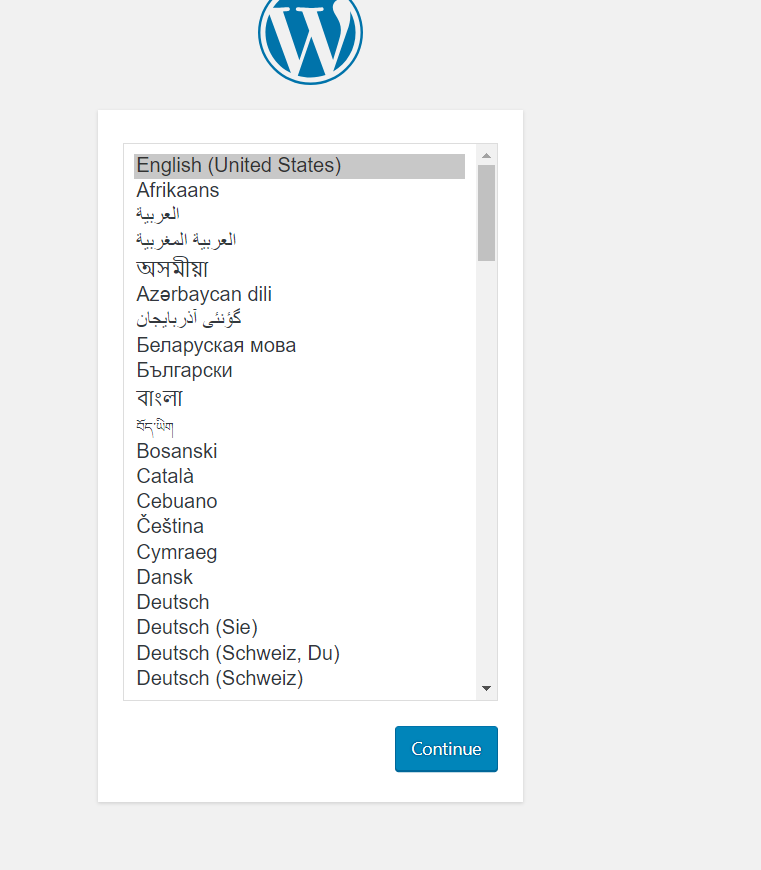 English (United States)
Afrikaans
العربية
العربية المغربية
অসমীয়া
Azərbaycan dili
گؤنئی آذربایجان
Беларуская мова
Български
বাংলা
བོད་ཡིག
Bosanski
Català
Cebuano
Čeština
Cymraeg
Dansk
Deutsch
Deutsch (Sie)
Deutsch (Schweiz, Du)
Deutsch (Schweiz)
Continue